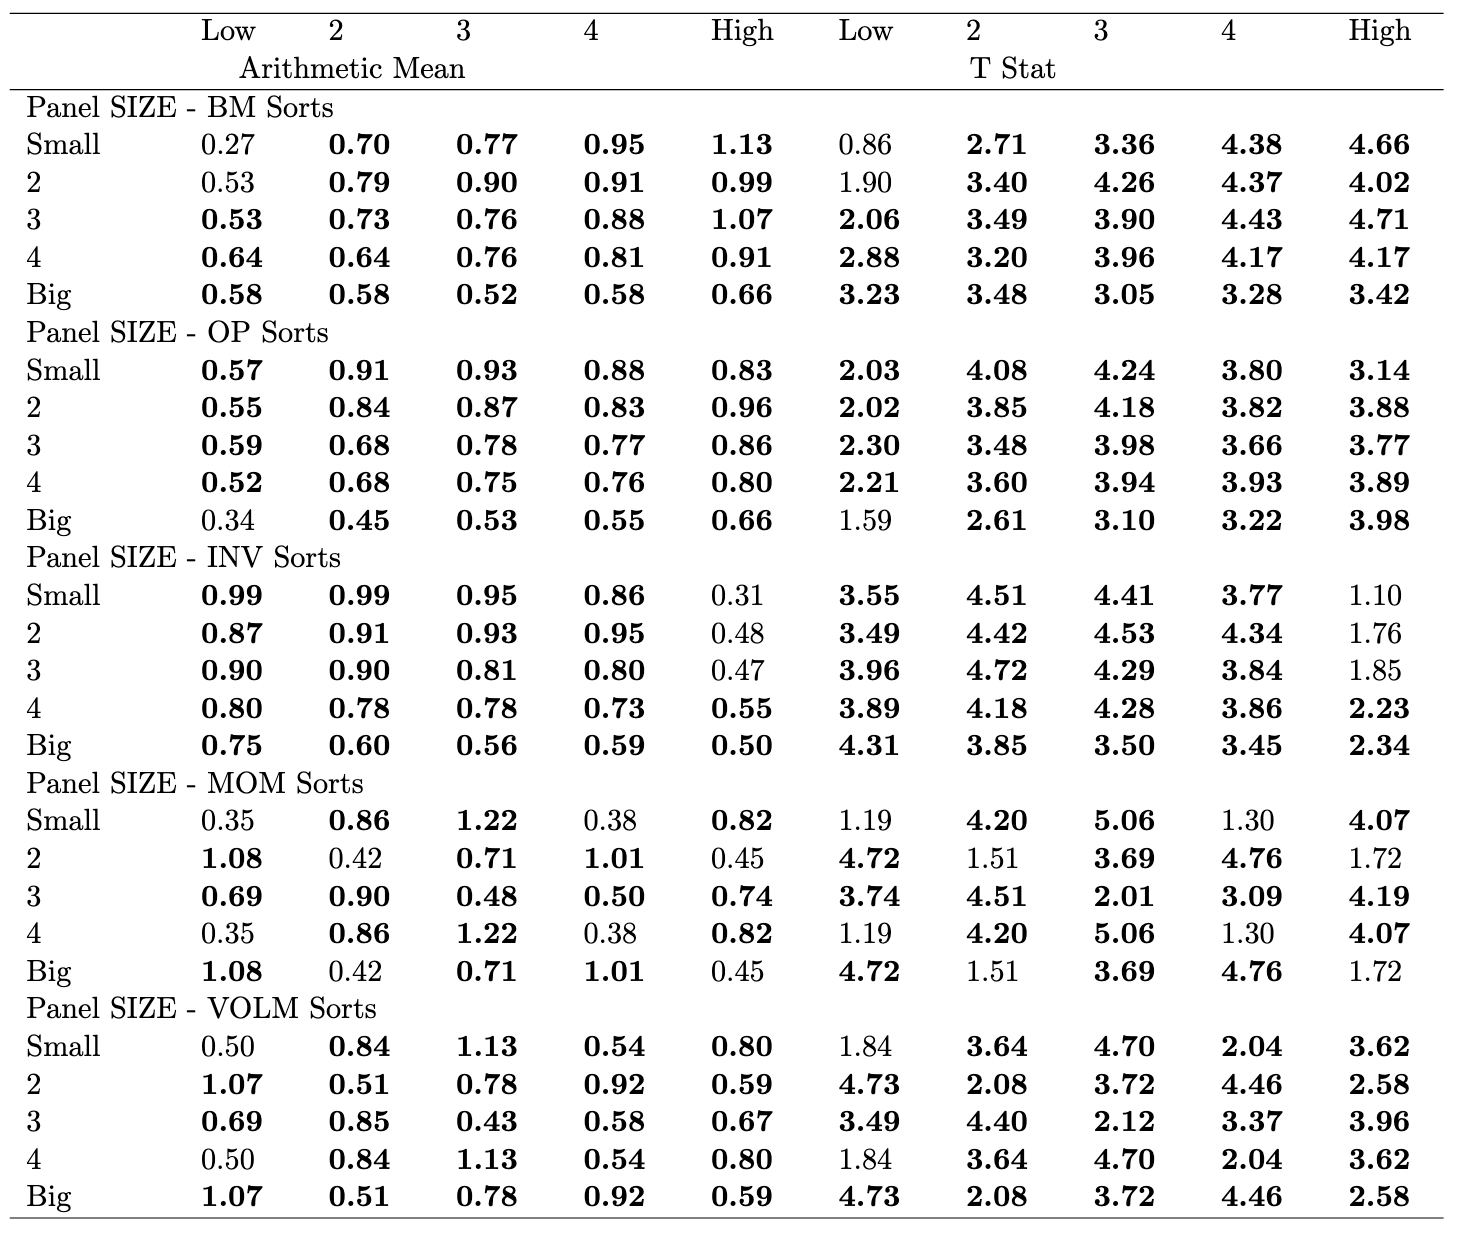 Low 2 3 4 High Low 2 3 4 High
Arithmetic Mean T Stat
Panel SIZE - BM Sorts
Small 0.27 0.70 0.77 0.95 1.13 0.86 2.71 3.36 4.38 4.66
2 0.53 0.79 0.90 0.91 0.99 1.90 3.40 4.26 4.37 4.02
3 0.53 0.73 0.76 0.88 1.07 2.06 3.49 3.90 4.43 4.71
4 0.64 0.64 0.76 0.81 0.91 2.88 3.20 3.96 4.17 4.17
Big 0.58 0.58 0.52 0.58 0.66 3.23 3.48 3.05 3.28 3.42
Panel SIZE - OP Sorts
Small 0.57 0.91 0.93 0.88 0.83 2.03 4.08 4.24 3.80 3.14
2 0.55 0.84 0.87 0.83 0.96 2.02 3.85 4.18 3.82 3.88
3 0.59 0.68 0.78 0.77 0.86 2.30 3.48 3.98 3.66 3.77
4 0.52 0.68 0.75 0.76 0.80 2.21 3.60 3.94 3.93 3.89
Big 0.34 0.45 0.53 0.55 0.66 1.59 2.61 3.10 3.22 3.98
Panel SIZE - INV Sorts
Small 0.99 0.99 0.95 0.86 0.31 3.55 4.51 4.41 3.77 1.10
2 0.87 0.91 0.93 0.95 0.48 3.49 4.42 4.53 4.34 1.76
3 0.90 0.90 0.81 0.80 0.47 3.96 4.72 4.29 3.84 1.85
4 0.80 0.78 0.78 0.73 0.55 3.89 4.18 4.28 3.86 2.23
Big 0.75 0.60 0.56 0.59 0.50 4.31 3.85 3.50 3.45 2.34
Panel SIZE - MOM Sorts
Small 0.35 0.86 1.22 0.38 0.82 1.19 4.20 5.06 1.30 4.07
2 1.08 0.42 0.71 1.01 0.45 4.72 1.51 3.69 4.76 1.72
3 0.69 0.90 0.48 0.50 0.74 3.74 4.51 2.01 3.09 4.19
4 0.35 0.86 1.22 0.38 0.82 1.19 4.20 5.06 1.30 4.07
Big 1.08 0.42 0.71 1.01 0.45 4.72 1.51 3.69 4.76 1.72
Panel SIZE - VOLM Sorts
Small 0.50 0.84 1.13 0.54 0.80 1.84 3.64 4.70 2.04 3.62
2 1.07 0.51 0.78 0.92 0.59 4.73 2.08 3.72 4.46 2.58
3 0.69 0.85 0.43 0.58 0.67 3.49 4.40 2.12 3.37 3.96
4 0.50 0.84 1.13 0.54 0.80 1.84 3.64 4.70 2.04 3.62
Big 1.07 0.51 0.78 0.92 0.59 4.73 2.08 3.72 4.46 2.58